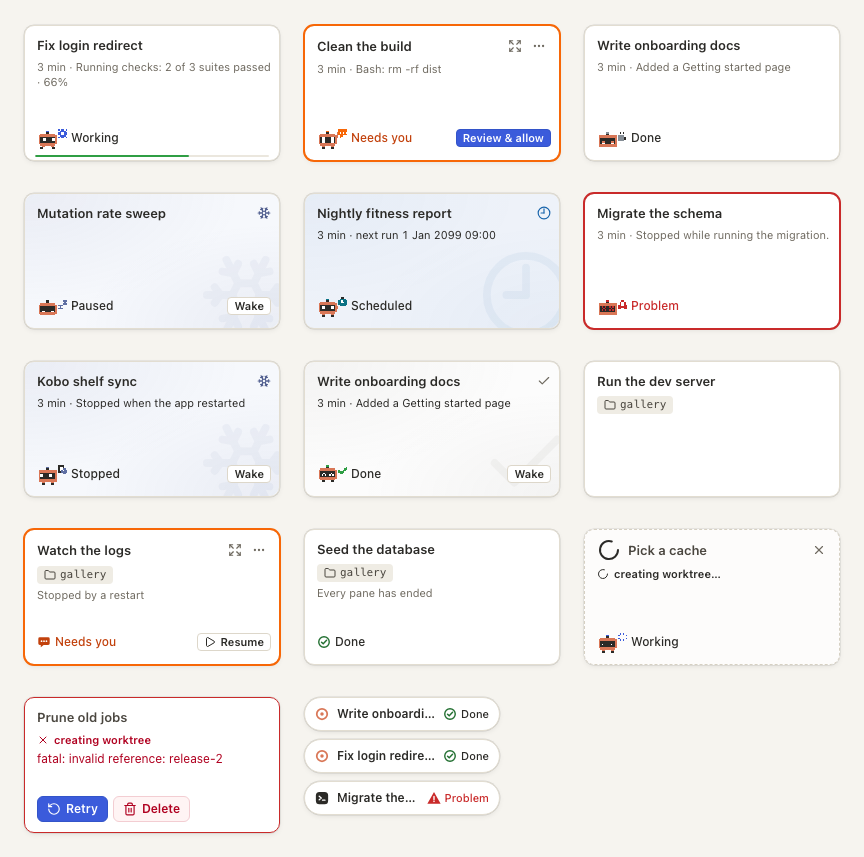 Fix login redirect
3 min · Running checks: 2 of 3 suites passed
· 66%
Working
Clean the build
3 min · Bash: rm -rf dist
Needs you
Review & allow
Write onboarding docs
3 min · Added a Getting started page
Done
Mutation rate sweep
Paused
Wake
Nightly fitness report
3 min · next run 1 Jan 2099 09:00
Scheduled
Migrate the schema
3 min · Stopped while running the migration.
Problem
Kobo shelf sync
3 min · Stopped when the app restarted
Stopped
Wake
Write onboarding docs
3 min · Added a Getting started page
Done
Wake
Run the dev server
gallery
Watch the logs
gallery
Stopped by a restart
Needs you
Resume
Seed the database
gallery
Every pane has ended
Done
Pick a cache
creating worktree...
Working
Prune old jobs
creating worktree
fatal: invalid reference: release-2
Retry
Delete
Write onboardi...
Done
Fix login redire...
Done
Migrate the...
Problem